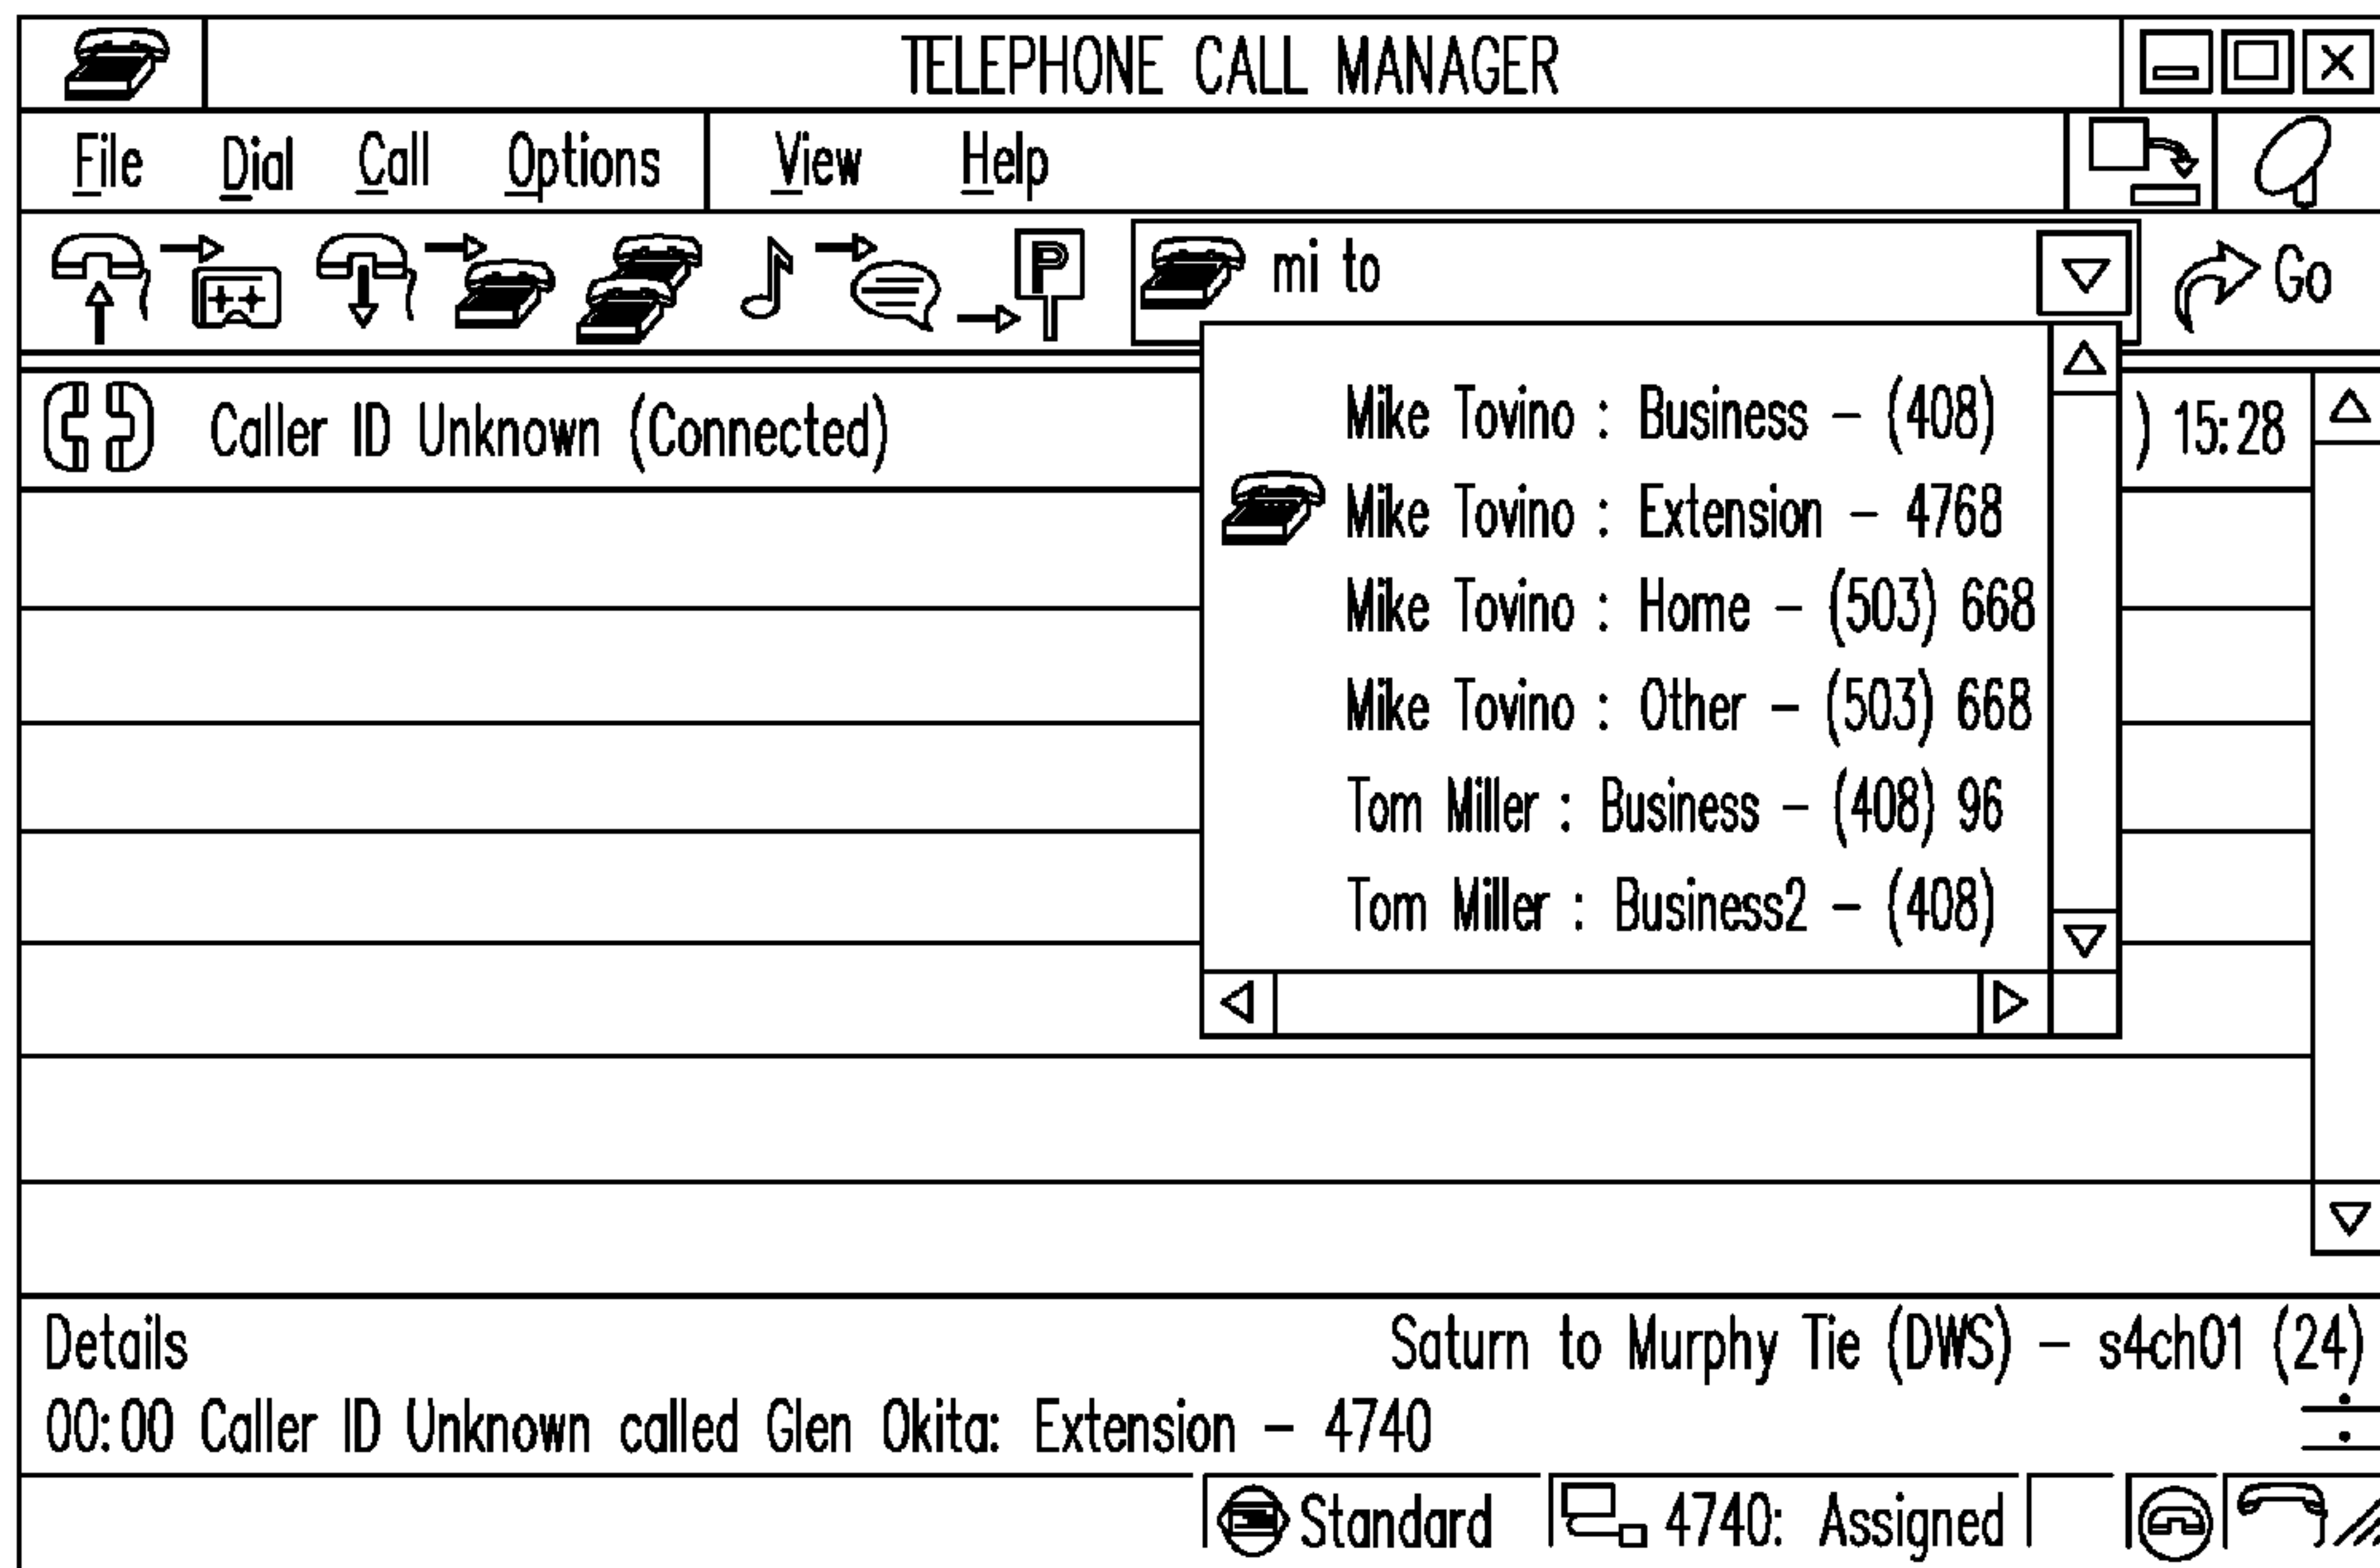 TELEPHONE CALL MANAGER
File Dial Call Options View Help
P mi to Go
Caller ID Unknown (Connected) ) 15:28
Mike Tovino : Business – (408)
Mike Tovino : Extension – 4768
Mike Tovino : Home – (503) 668
Mike Tovino : Other – (503) 668
Tom Miller : Business – (408) 96
Tom Miller : Business2 – (408)
Details Saturn to Murphy Tie (DWS) – s4ch01 (24)
00:00 Caller ID Unknown called Glen Okita: Extension – 4740
Standard 4740: Assigned